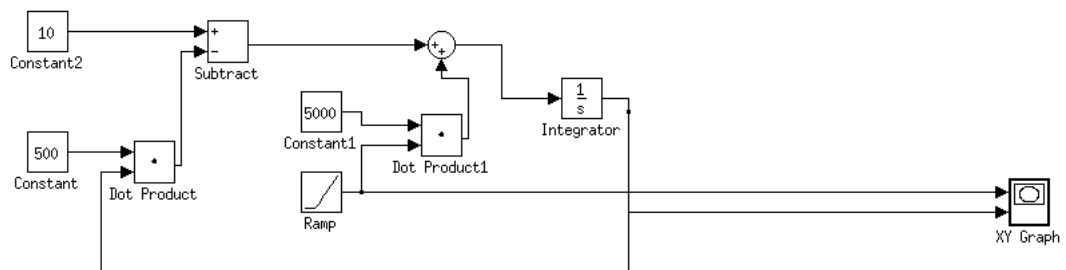 10
Constant2
+
−
Subtract
+
+
5000
Constant1
1
s
Integrator
500
Constant
Dot Product
Dot Product1
Ramp
XY Graph